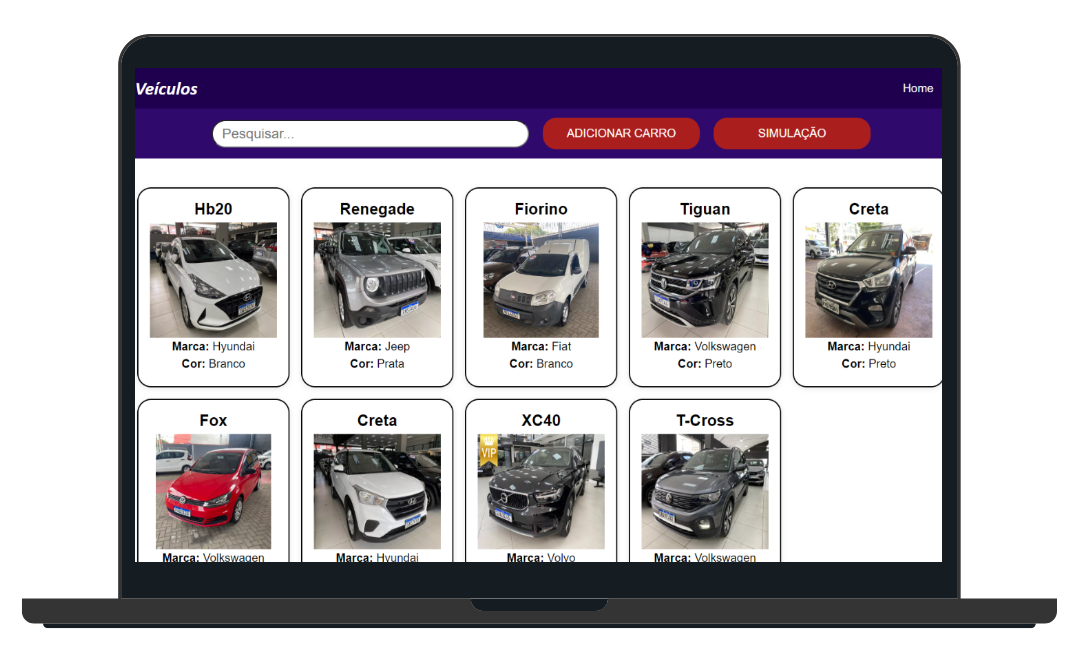 Veículos
Home
Pesquisar...
ADICIONAR CARRO
SIMULAÇÃO
Hb20
Marca: Hyundai
Cor: Branco
Renegade
Marca: Jeep
Cor: Prata
Fiorino
Marca: Fiat
Cor: Branco
Tiguan
Marca: Volkswagen
Cor: Preto
Creta
Marca: Hyundai
Cor: Preto
Fox
Marca: Volkswagen
Creta
Marca: Hyundai
XC40
VIP
Marca: Volvo
T-Cross
Marca: Volkswagen